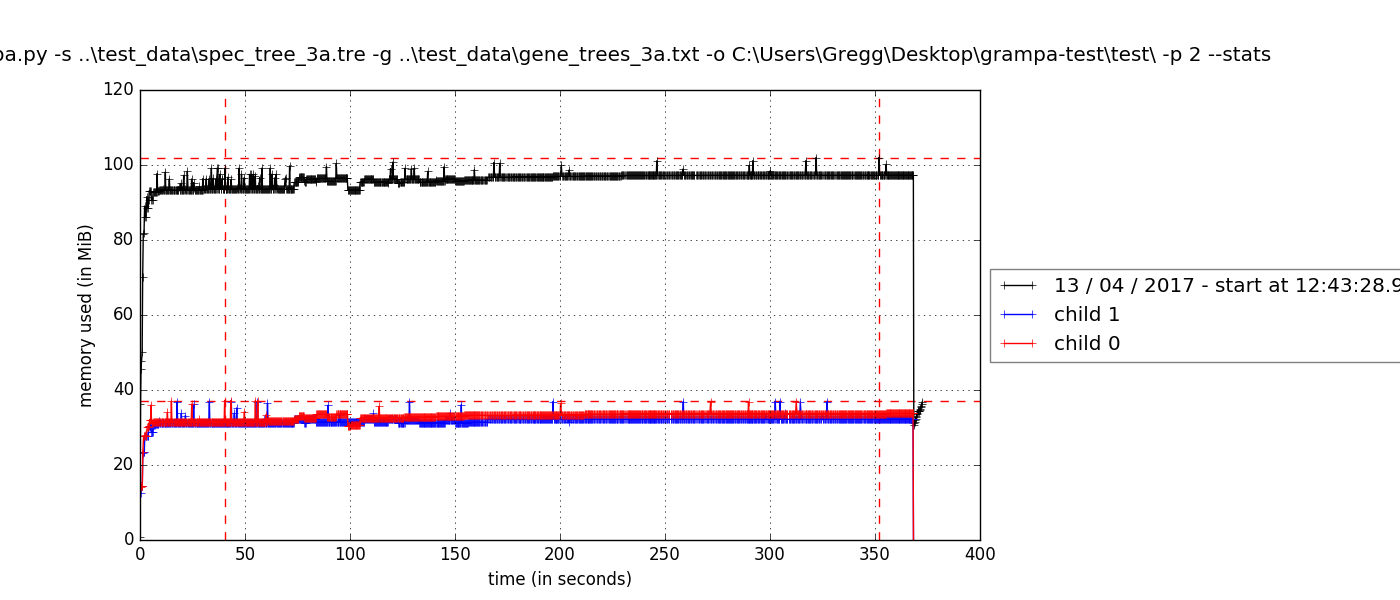 pa.py -s ..\test_data\spec_tree_3a.tre -g ..\test_data\gene_trees_3a.txt -o C:\Users\Gregg\Desktop\grampa-test\test\ -p 2 --stats
120
100
80
60
40
20
0
memory used (in MiB)
0 50 100 150 200 250 300 350 400
time (in seconds)
13 / 04 / 2017 - start at 12:43:28.9
child 1
child 0